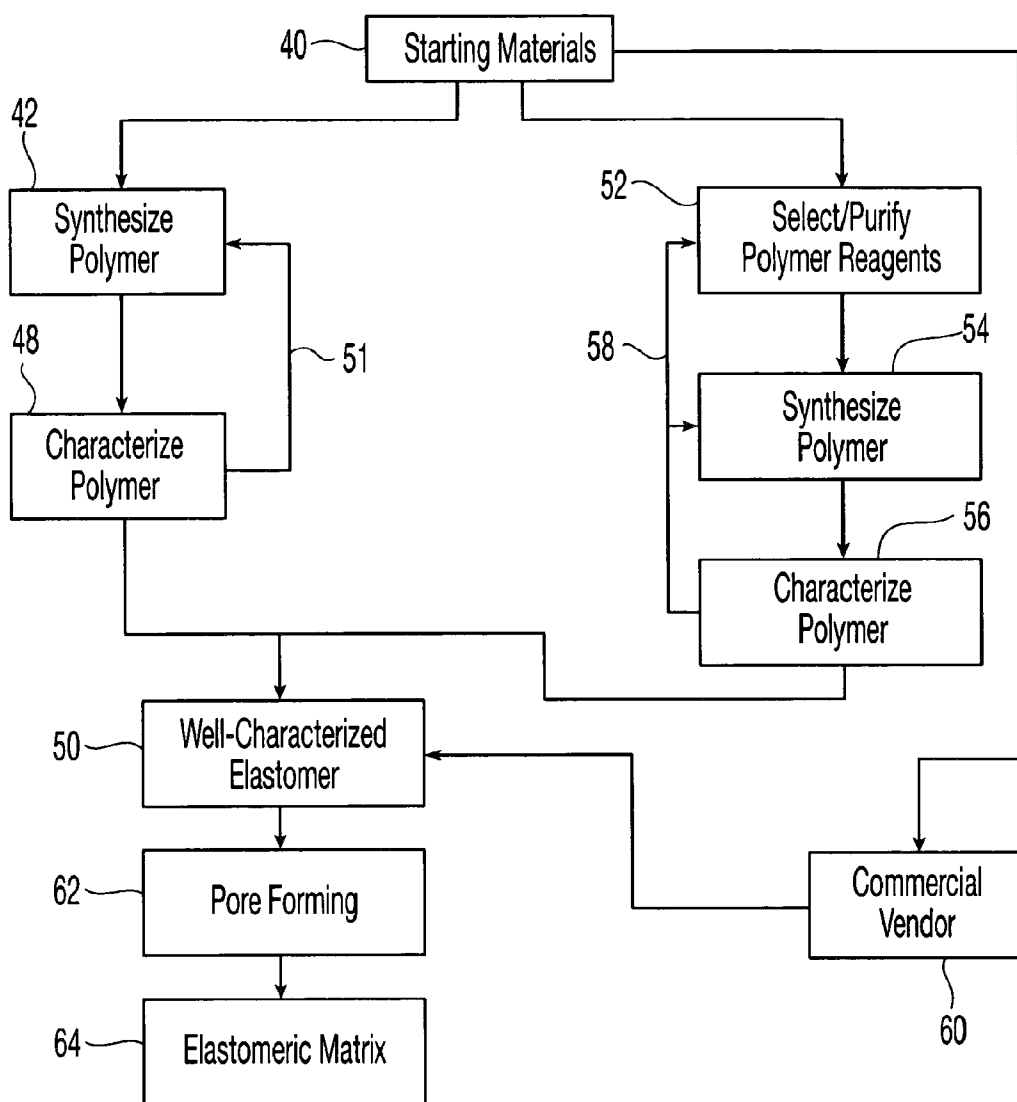 40
Starting Materials
42
Synthesize
Polymer
52
Select/Purify
Polymer Reagents
48
51
58
54
Characterize
Polymer
Synthesize
Polymer
56
Characterize
Polymer
50
Well-Characterized
Elastomer
62
Pore Forming
Commercial
Vendor
60
64
Elastomeric Matrix